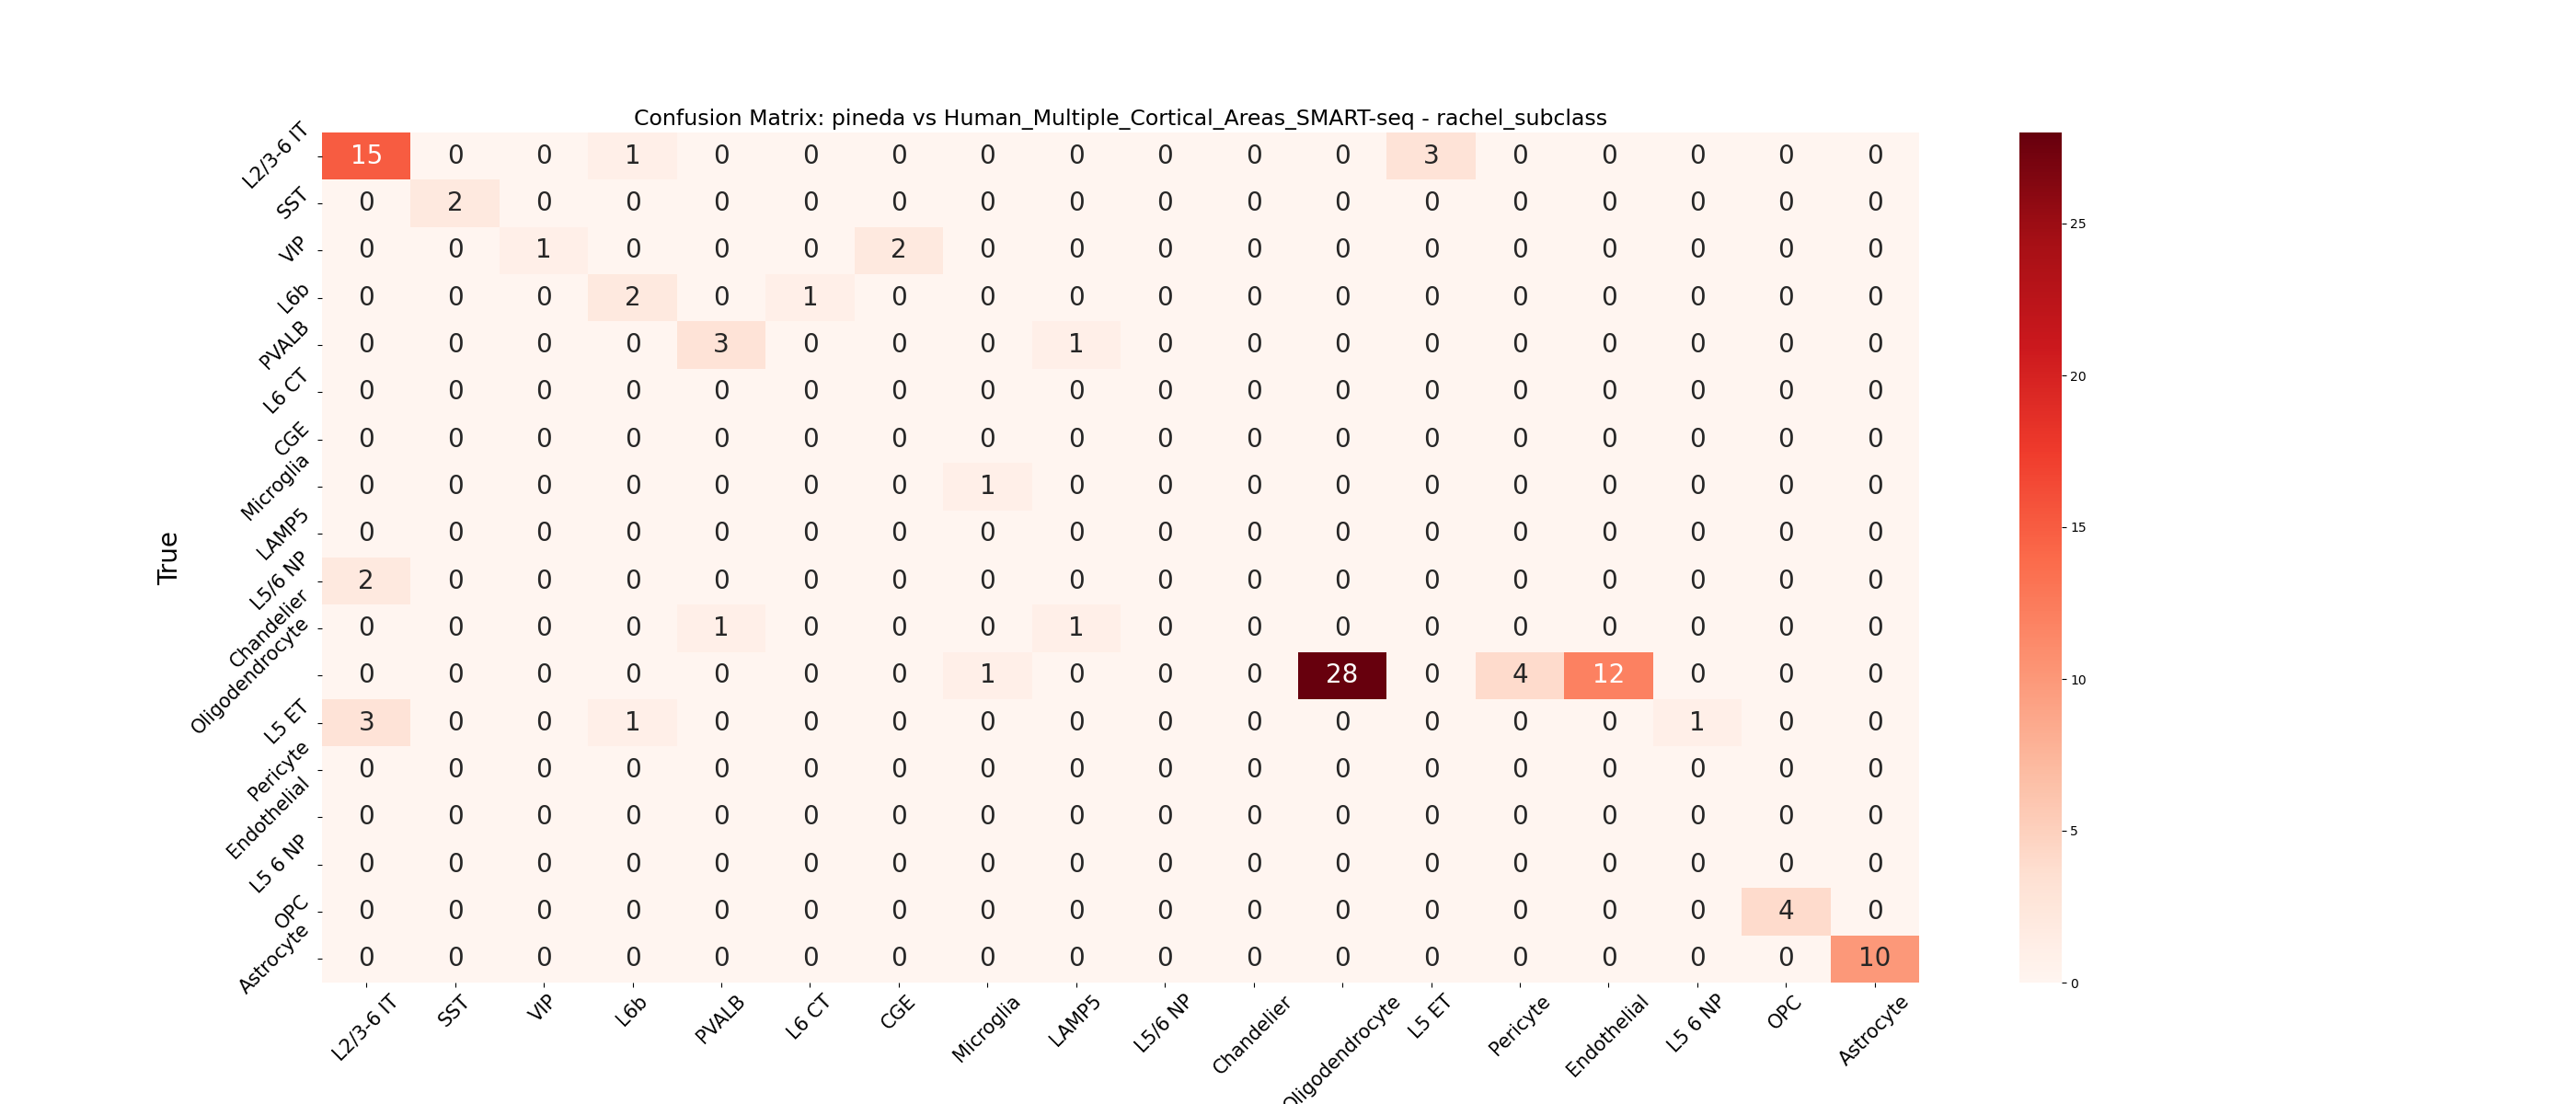 Confusion Matrix: pineda vs Human_Multiple_Cortical_Areas_SMART-seq - rachel_subclass
True
L2/3-6 IT 15 0 0 1 0 0 0 0 0 0 0 0 3 0 0 0 0 0
SST 0 2 0 0 0 0 0 0 0 0 0 0 0 0 0 0 0 0
VIP 0 0 1 0 0 0 2 0 0 0 0 0 0 0 0 0 0 0
L6b 0 0 0 2 0 1 0 0 0 0 0 0 0 0 0 0 0 0
PVALB 0 0 0 0 3 0 0 0 1 0 0 0 0 0 0 0 0 0
L6 CT 0 0 0 0 0 0 0 0 0 0 0 0 0 0 0 0 0 0
CGE 0 0 0 0 0 0 0 0 0 0 0 0 0 0 0 0 0 0
Microglia 0 0 0 0 0 0 0 1 0 0 0 0 0 0 0 0 0 0
LAMP5 0 0 0 0 0 0 0 0 0 0 0 0 0 0 0 0 0 0
L5/6 NP 2 0 0 0 0 0 0 0 0 0 0 0 0 0 0 0 0 0
Chandelier 0 0 0 0 1 0 0 0 1 0 0 0 0 0 0 0 0 0
Oligodendrocyte 0 0 0 0 0 0 0 1 0 0 0 28 0 4 12 0 0 0
L5 ET 3 0 0 1 0 0 0 0 0 0 0 0 0 0 0 1 0 0
Pericyte 0 0 0 0 0 0 0 0 0 0 0 0 0 0 0 0 0 0
Endothelial 0 0 0 0 0 0 0 0 0 0 0 0 0 0 0 0 0 0
L5 6 NP 0 0 0 0 0 0 0 0 0 0 0 0 0 0 0 0 0 0
OPC 0 0 0 0 0 0 0 0 0 0 0 0 0 0 0 0 4 0
Astrocyte 0 0 0 0 0 0 0 0 0 0 0 0 0 0 0 0 0 10
L2/3-6 IT SST VIP L6b PVALB L6 CT CGE Microglia LAMP5 L5/6 NP Chandelier Oligodendrocyte L5 ET Pericyte Endothelial L5 6 NP OPC Astrocyte
25
20
15
10
5
0